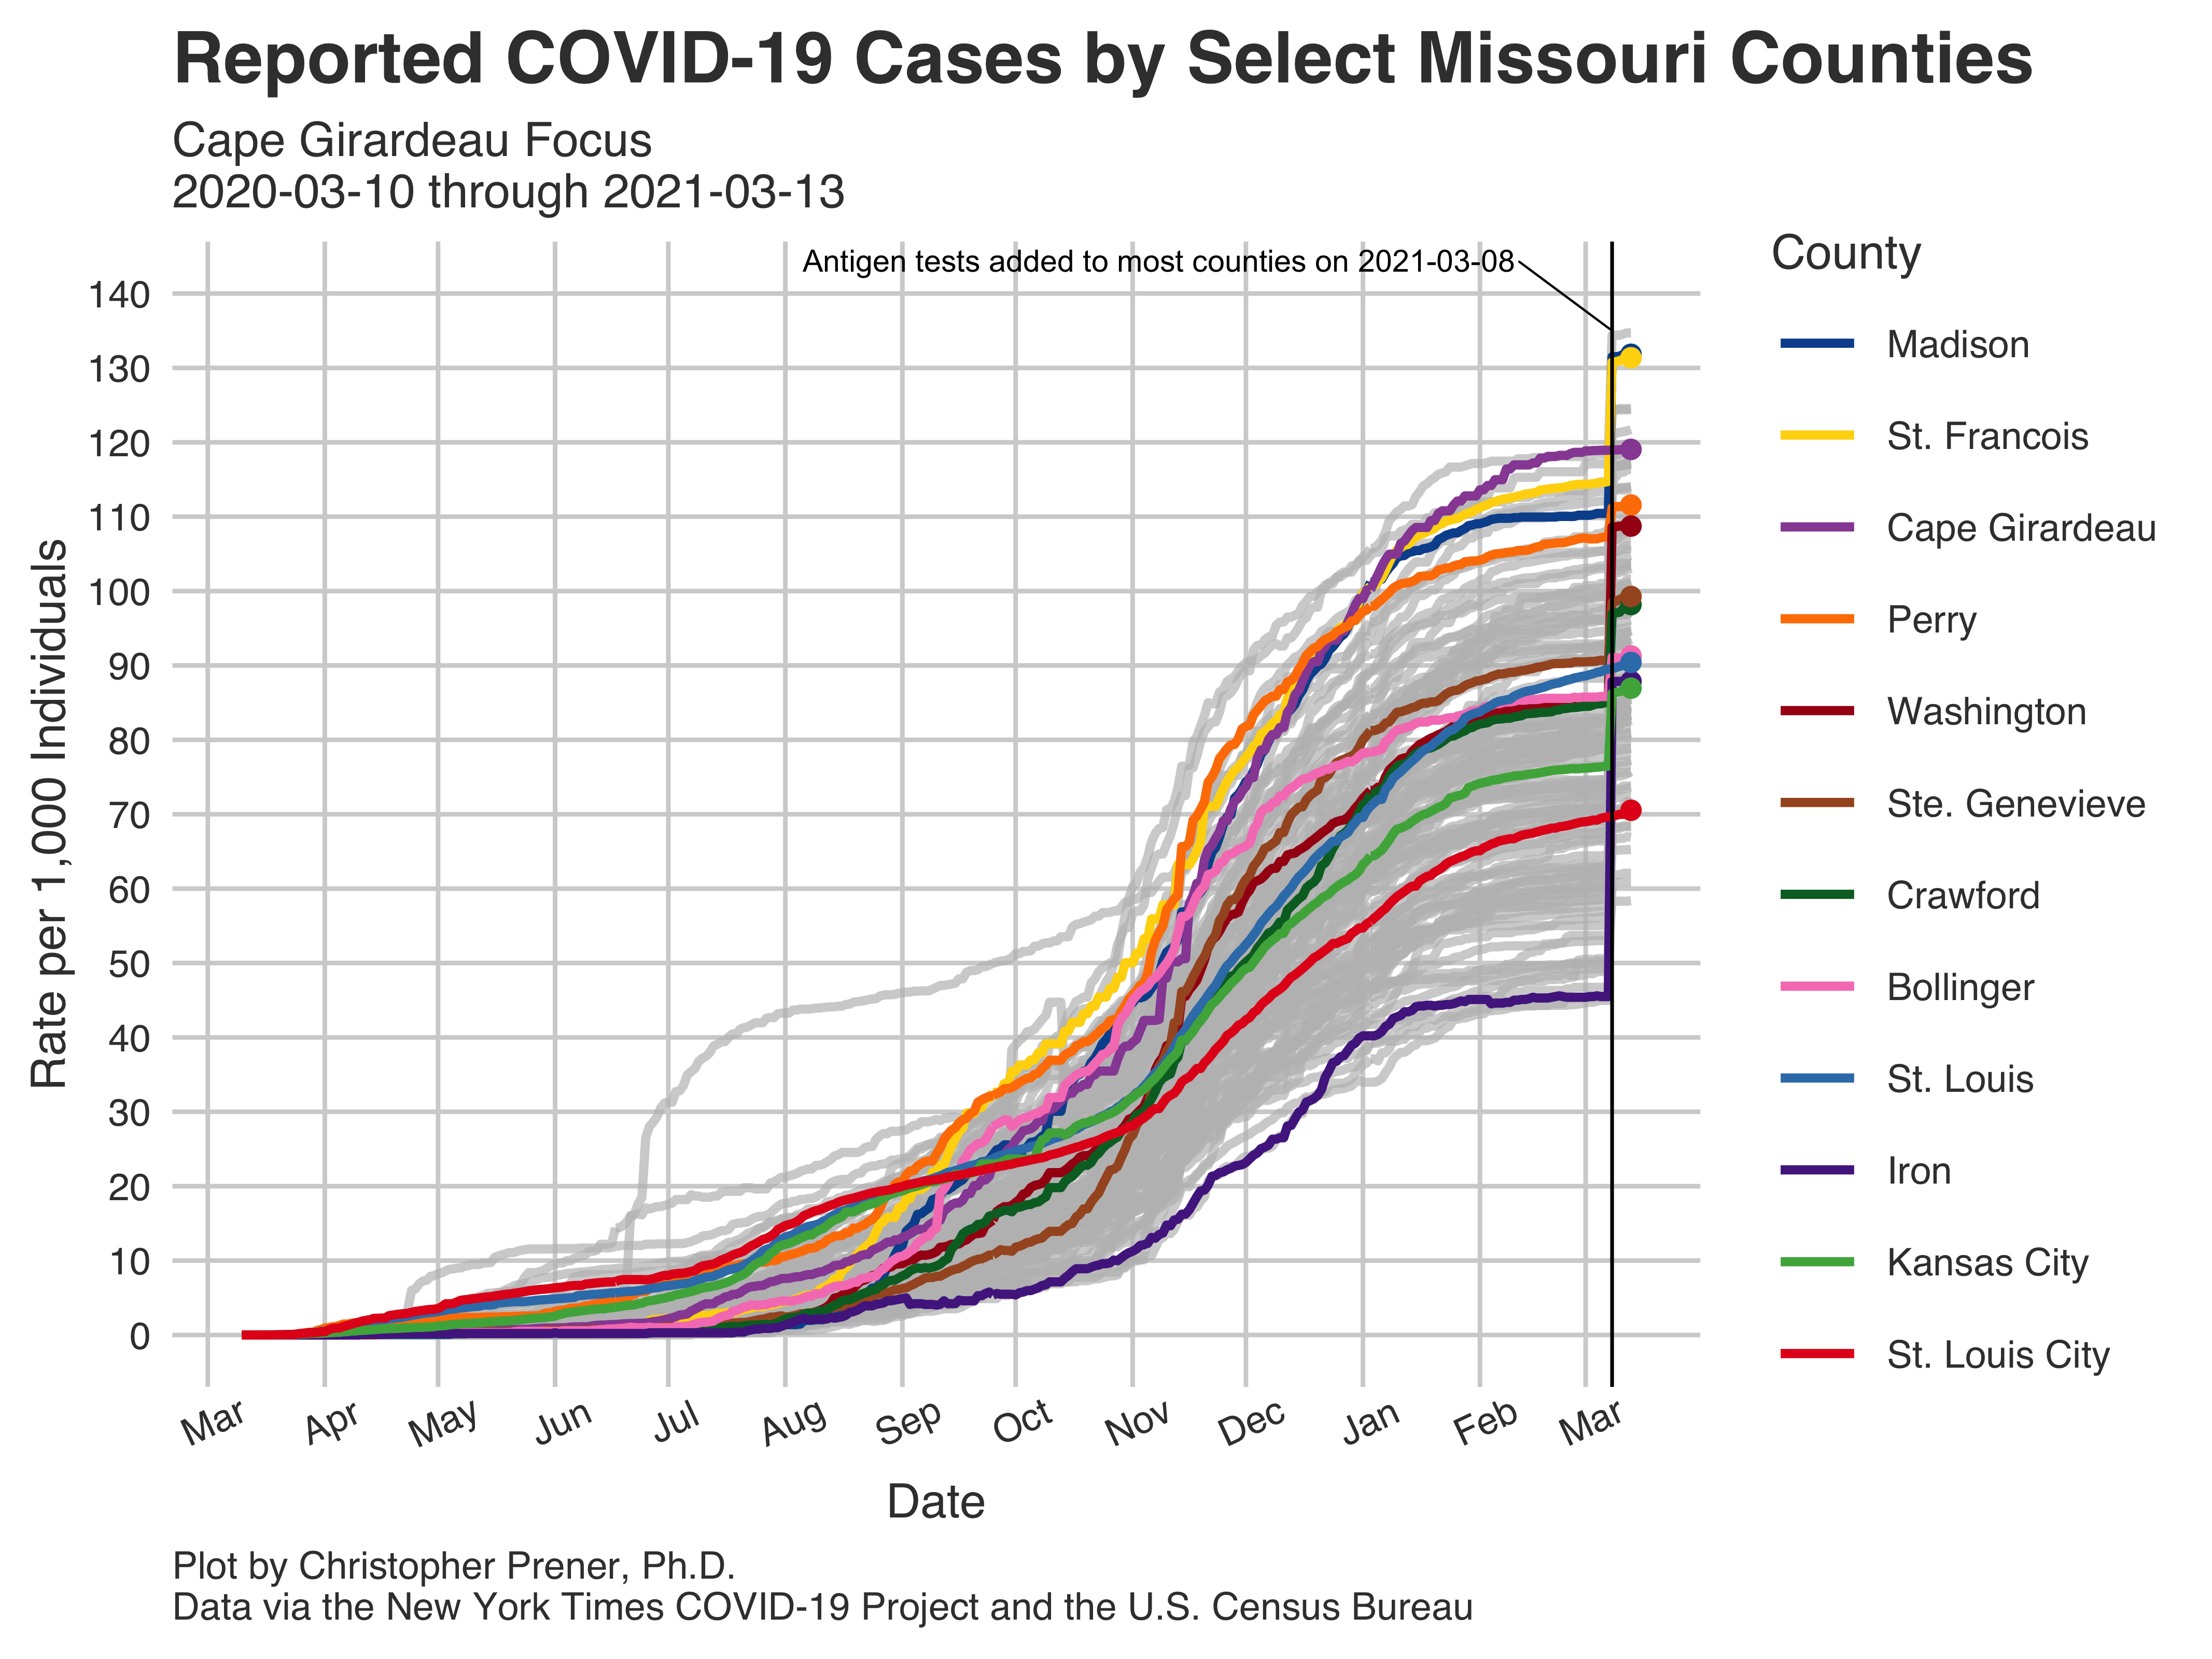 Reported COVID-19 Cases by Select Missouri Counties
Cape Girardeau Focus
2020-03-10 through 2021-03-13
Antigen tests added to most counties on 2021-03-08
Rate per 1,000 Individuals
140
130
120
110
100
90
80
70
60
50
40
30
20
10
0
Mar Apr May Jun Jul Aug Sep Oct Nov Dec Jan Feb Mar
Date
County
Madison
St. Francois
Cape Girardeau
Perry
Washington
Ste. Genevieve
Crawford
Bollinger
St. Louis
Iron
Kansas City
St. Louis City
Plot by Christopher Prener, Ph.D.
Data via the New York Times COVID-19 Project and the U.S. Census Bureau